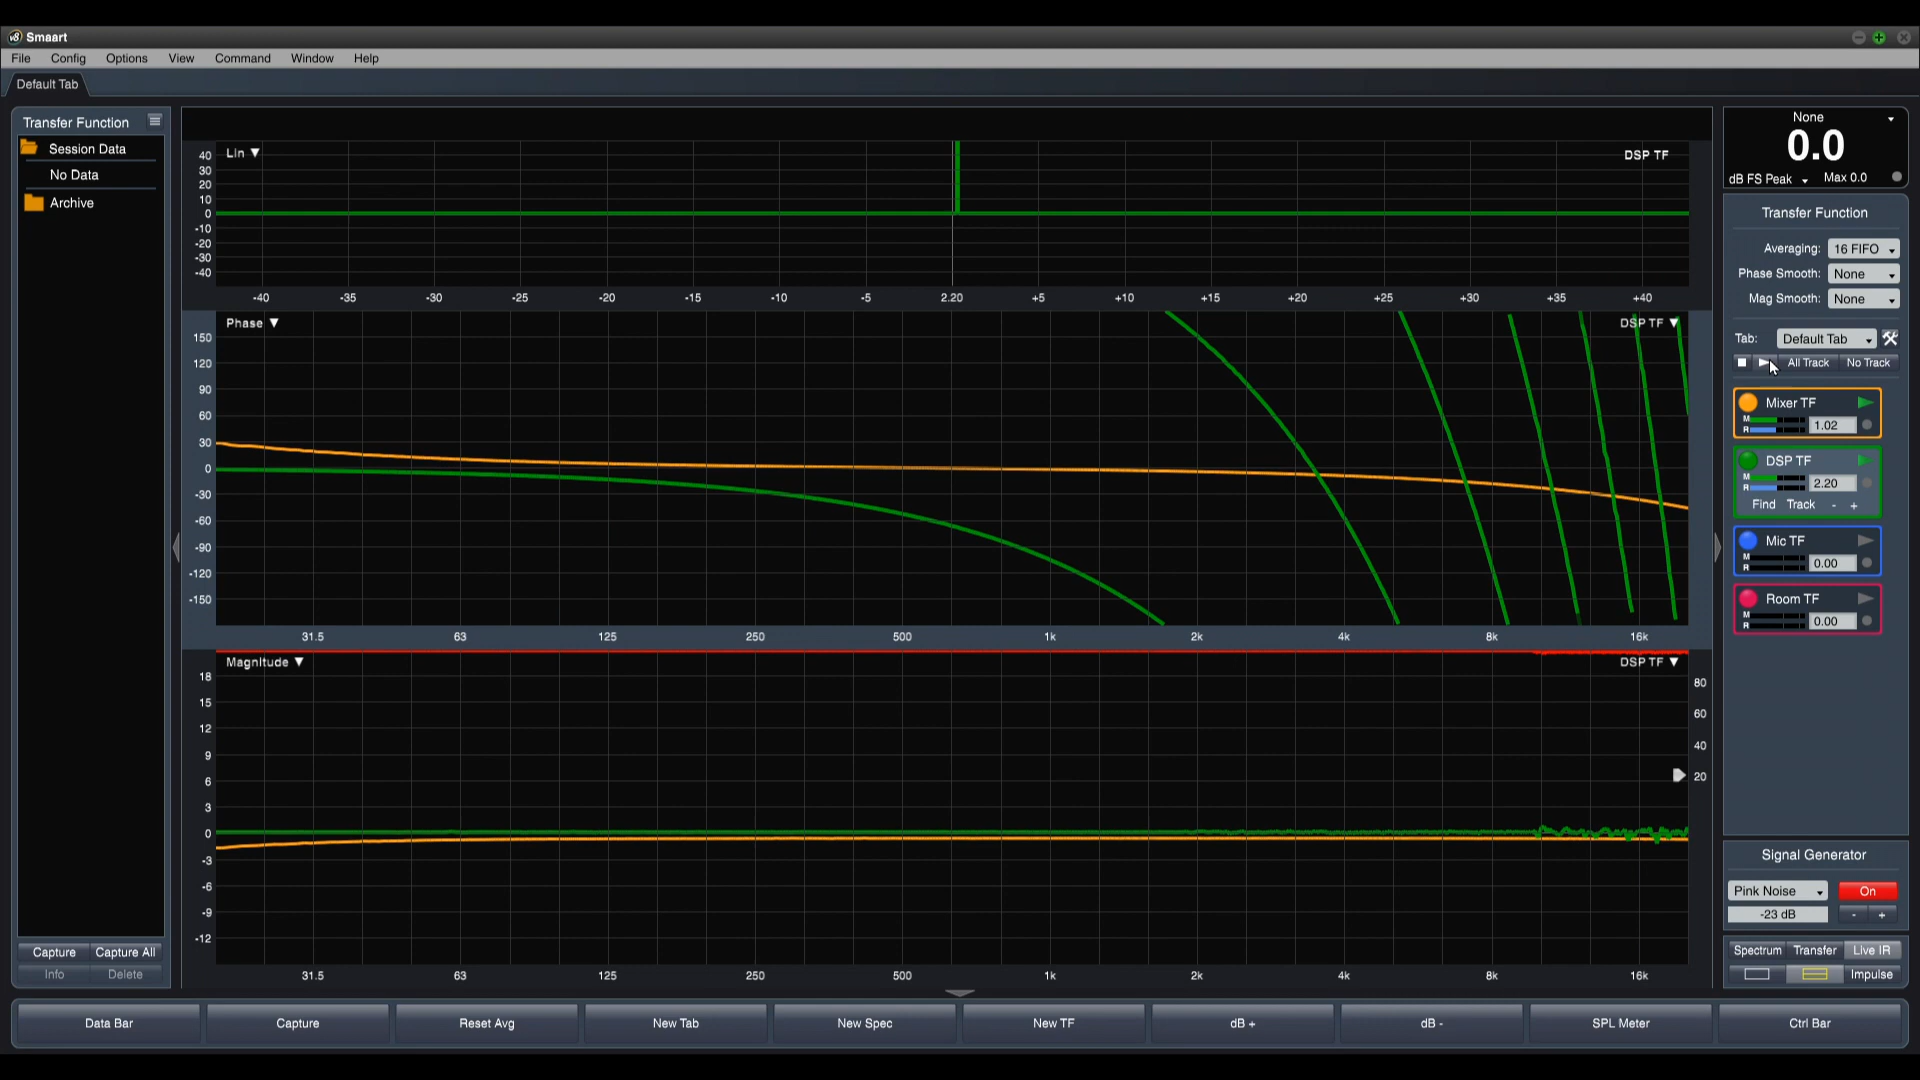 v8 Smaart
File Config Options View Command Window Help
Default Tab
Transfer Function
Session Data
No Data
Archive
Capture Capture All
Info Delete
Lin ▼ DSP TF
40
30
20
10
0
-10
-20
-30
-40
-40 -35 -30 -25 -20 -15 -10 -5 2.20 +5 +10 +15 +20 +25 +30 +35 +40
Phase ▼ DSP TF ▼
150
120
90
60
30
0
-30
-60
-90
-120
-150
31.5 63 125 250 500 1k 2k 4k 8k 16k
Magnitude ▼ DSP TF ▼
18 80
15 60
12
9 40
6 20
3
0
-3
-6
-9
-12
31.5 63 125 250 500 1k 2k 4k 8k 16k
None
0.0
dB FS Peak Max 0.0
Transfer Function
Averaging: 16 FIFO
Phase Smooth: None
Mag Smooth: None
Tab: Default Tab
All Track No Track
Mixer TF
M
R 1.02
DSP TF
M
R 2.20
Find Track - +
Mic TF
M
R 0.00
Room TF
M
R 0.00
Signal Generator
Pink Noise On
-23 dB - +
Spectrum Transfer Live IR
Impulse
Data Bar Capture Reset Avg New Tab New Spec New TF dB + dB - SPL Meter Ctrl Bar